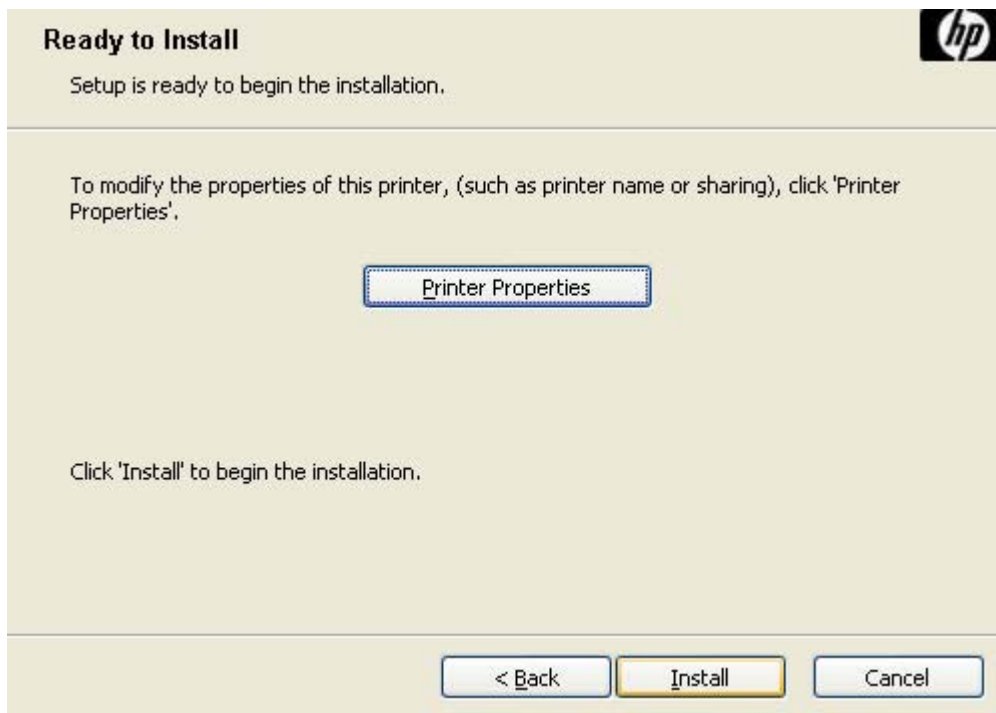 Ready to Install
hp
Setup is ready to begin the installation.
To modify the properties of this printer, (such as printer name or sharing), click 'Printer
Properties'.
Printer Properties
Click 'Install' to begin the installation.
< Back
Install
Cancel